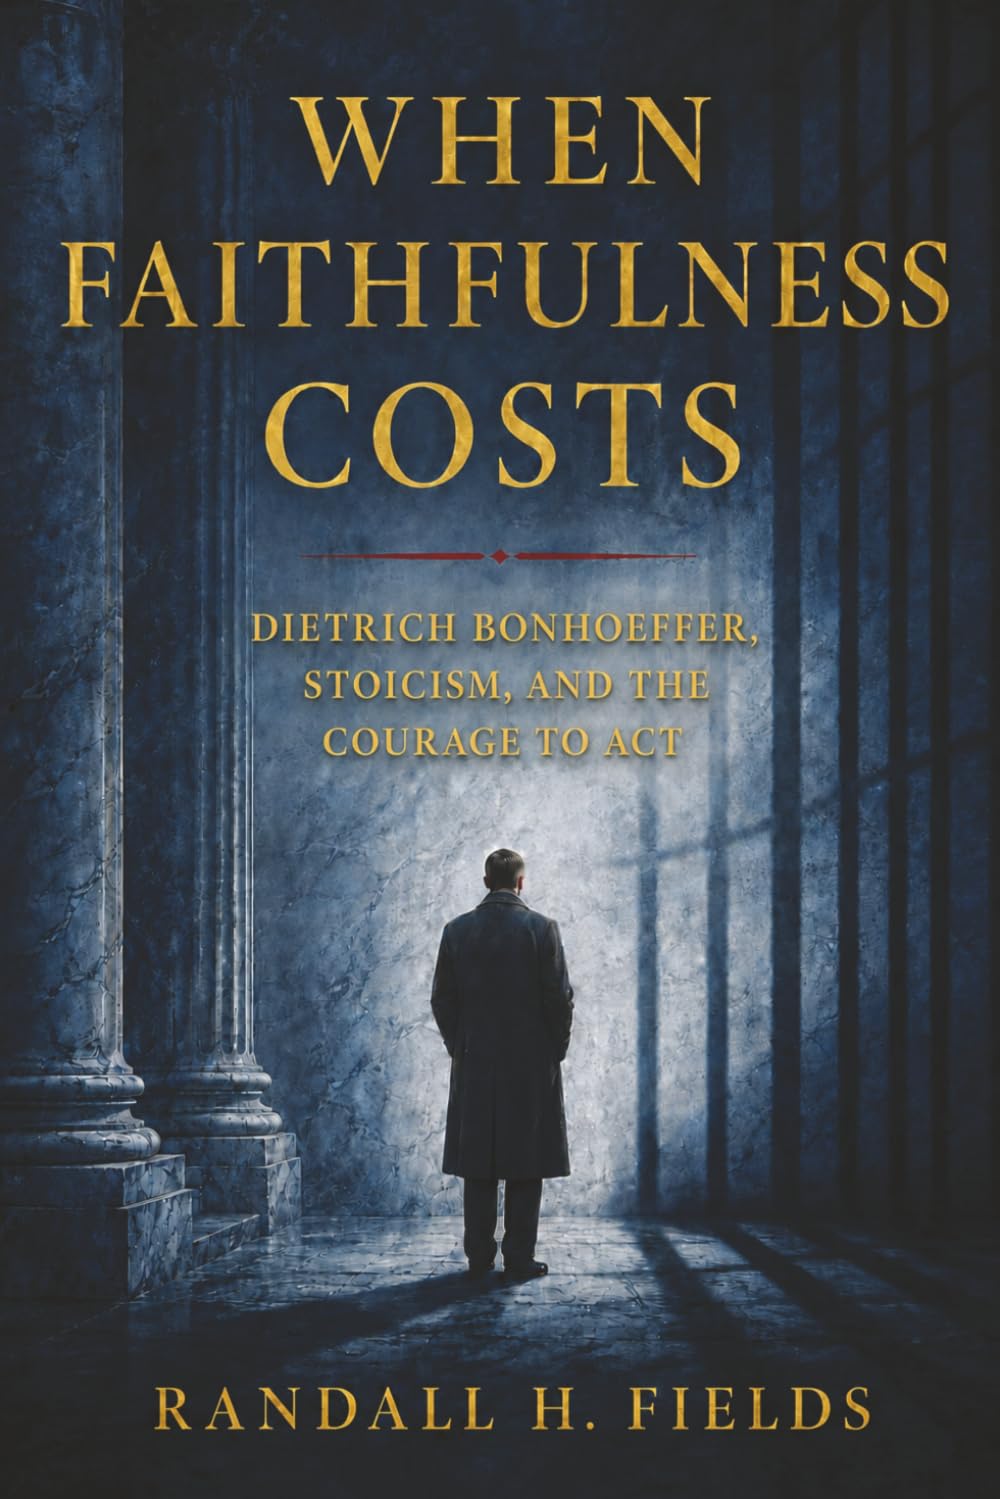 WHEN
FAITHFULNESS
COSTS
DIETRICH BONHOEFFER,
STOICISM, AND THE
COURAGE TO ACT
RANDALL H. FIELDS